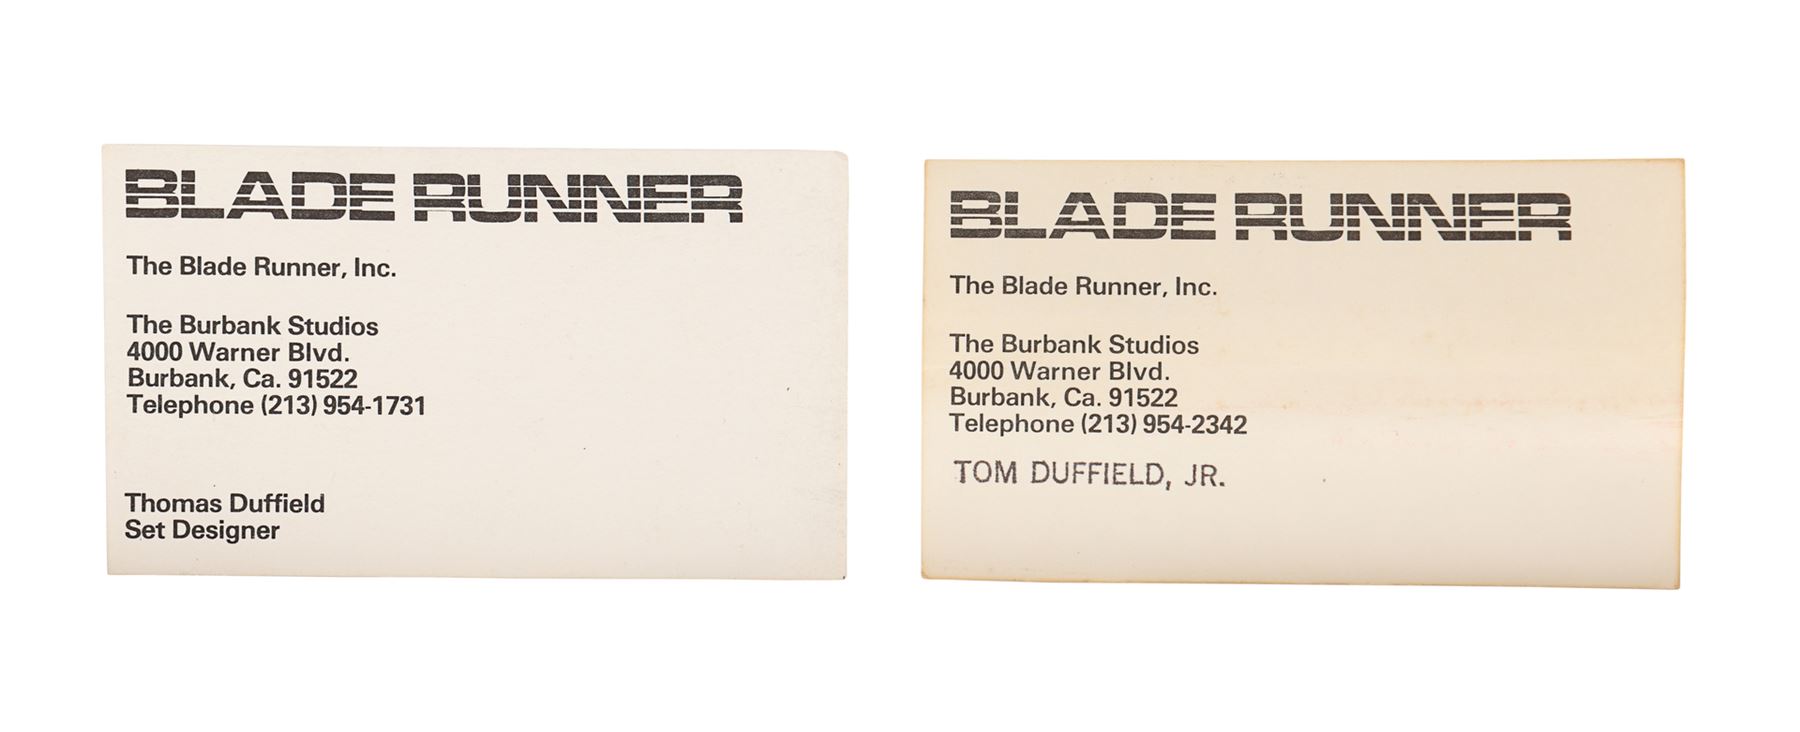 BLADE RUNNER
The Blade Runner, Inc.
The Burbank Studios
4000 Warner Blvd.
Burbank, Ca. 91522
Telephone (213) 954-1731
Thomas Duffield
Set Designer
BLADE RUNNER
The Blade Runner, Inc.
The Burbank Studios
4000 Warner Blvd.
Burbank, Ca. 91522
Telephone (213) 954-2342
TOM DUFFIELD, JR.